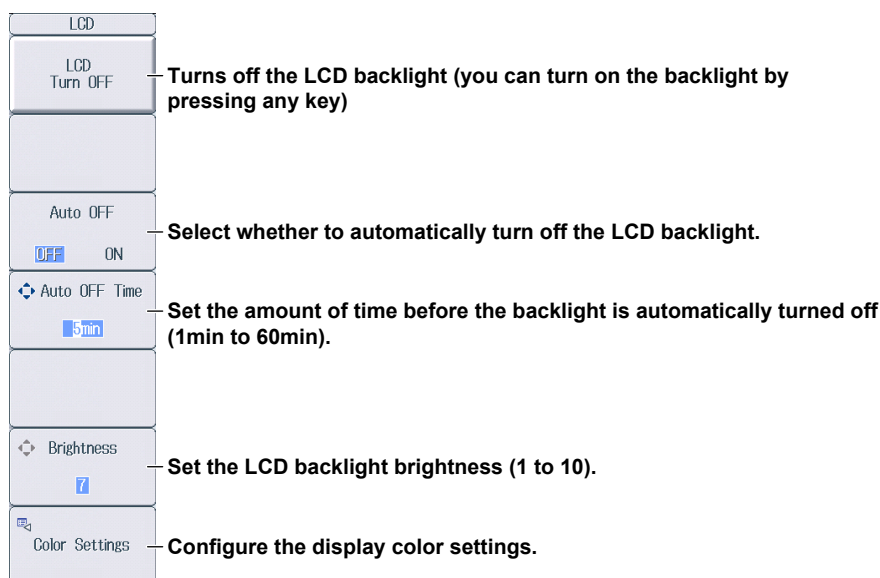 LCD
LCD
Turn OFF
Turns off the LCD backlight (you can turn on the backlight by
pressing any key)
Auto OFF
OFF ON
Select whether to automatically turn off the LCD backlight.
Auto OFF Time
5min
Set the amount of time before the backlight is automatically turned off
(1min to 60min).
Brightness
7
Set the LCD backlight brightness (1 to 10).
Color Settings
Configure the display color settings.